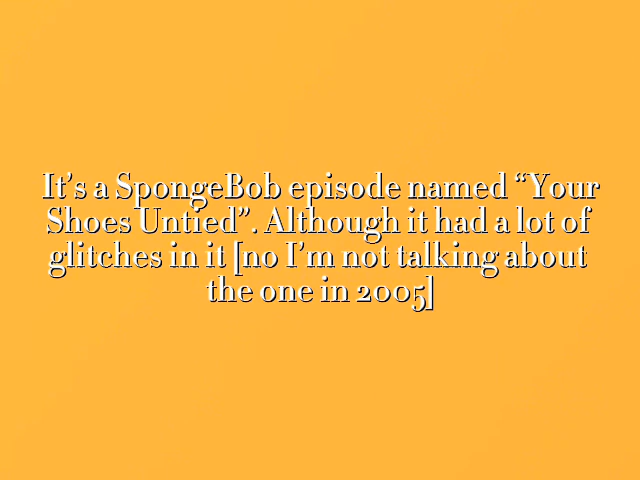 It’s a SpongeBob episode named “Your
Shoes Untied”. Although it had a lot of
glitches in it [no I’m not talking about
the one in 2005]